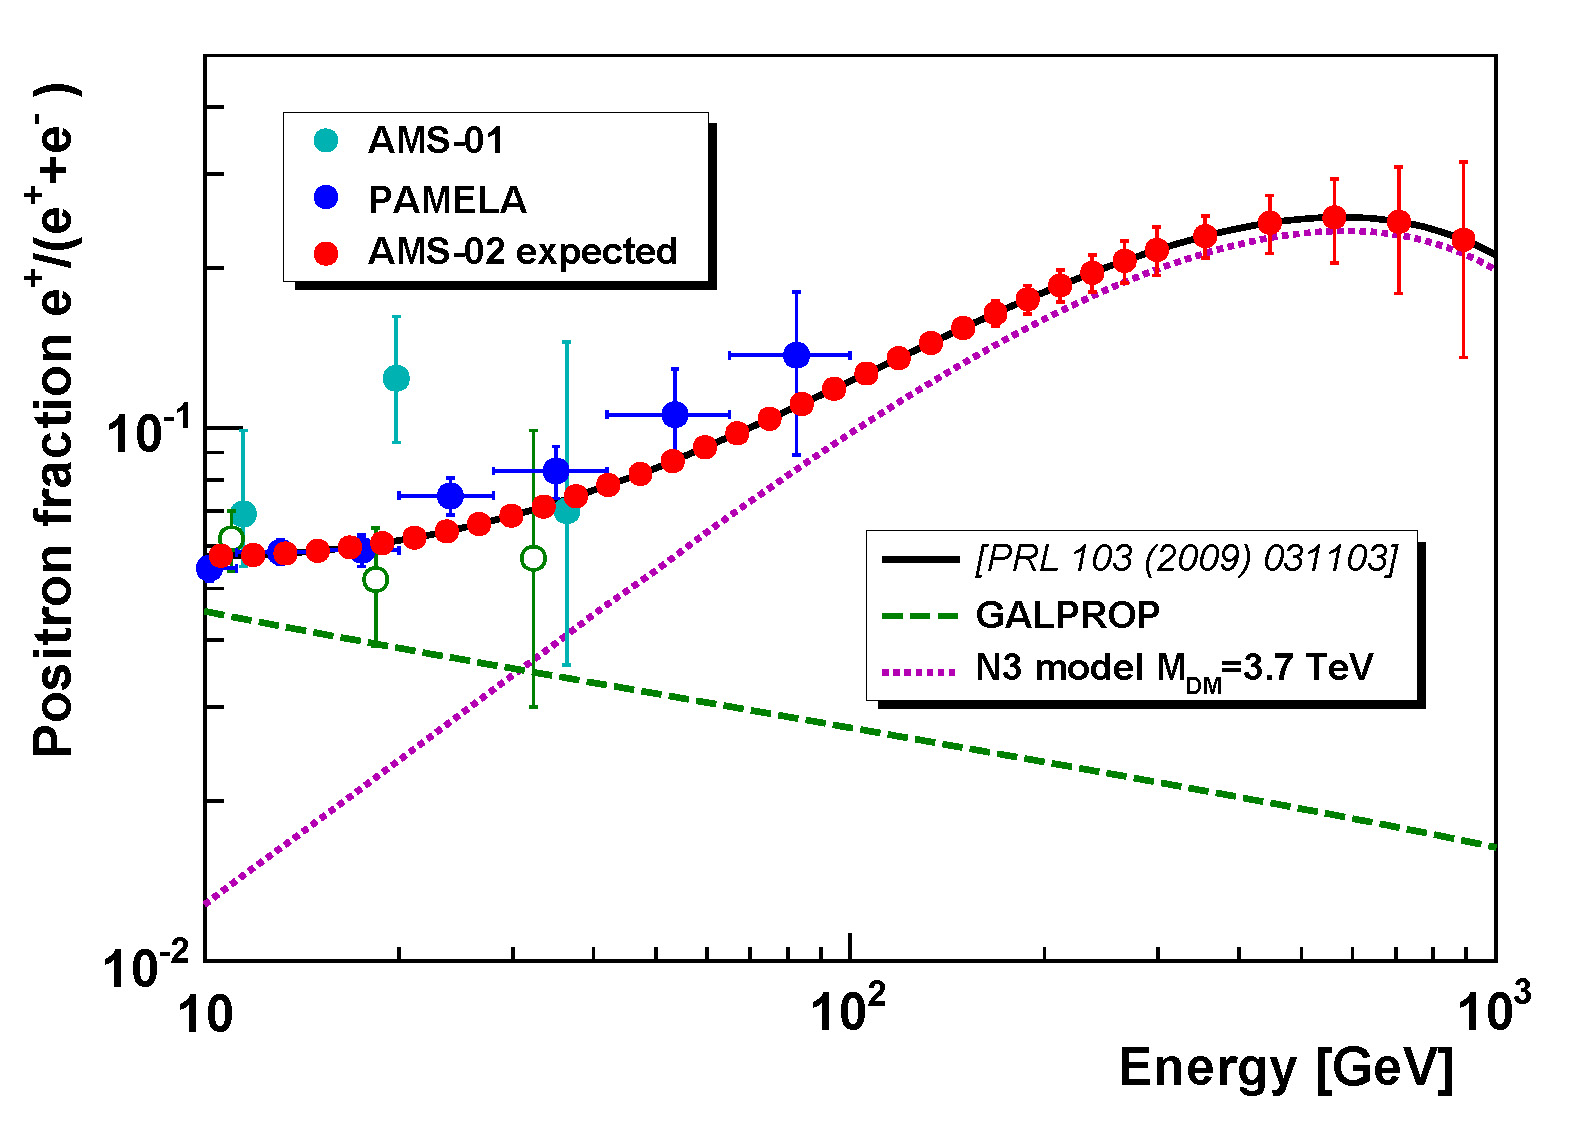 Positron fraction e⁺/(e⁺+e⁻ )
AMS-01
PAMELA
AMS-02 expected
10⁻¹
[PRL 103 (2009) 031103]
GALPROP
N3 model M_DM=3.7 TeV
10⁻²
10
10²
10³
Energy [GeV]